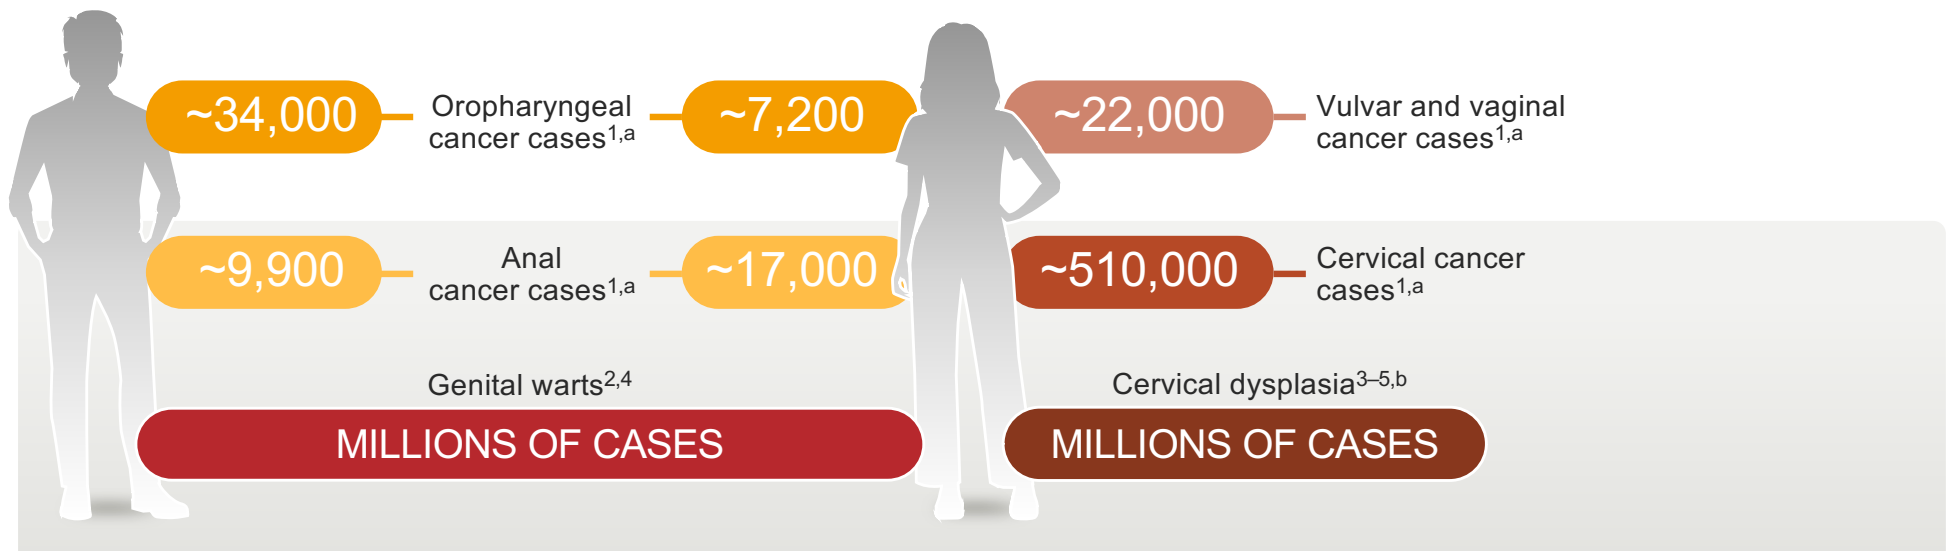 ~34,000
Oropharyngeal
cancer cases1,a
~7,200
~22,000
Vulvar and vaginal
cancer cases1,a
~9,900
Anal
cancer cases1,a
~17,000
~510,000
Cervical cancer
cases1,a
Genital warts2,4
MILLIONS OF CASES
Cervical dysplasia3–5,b
MILLIONS OF CASES